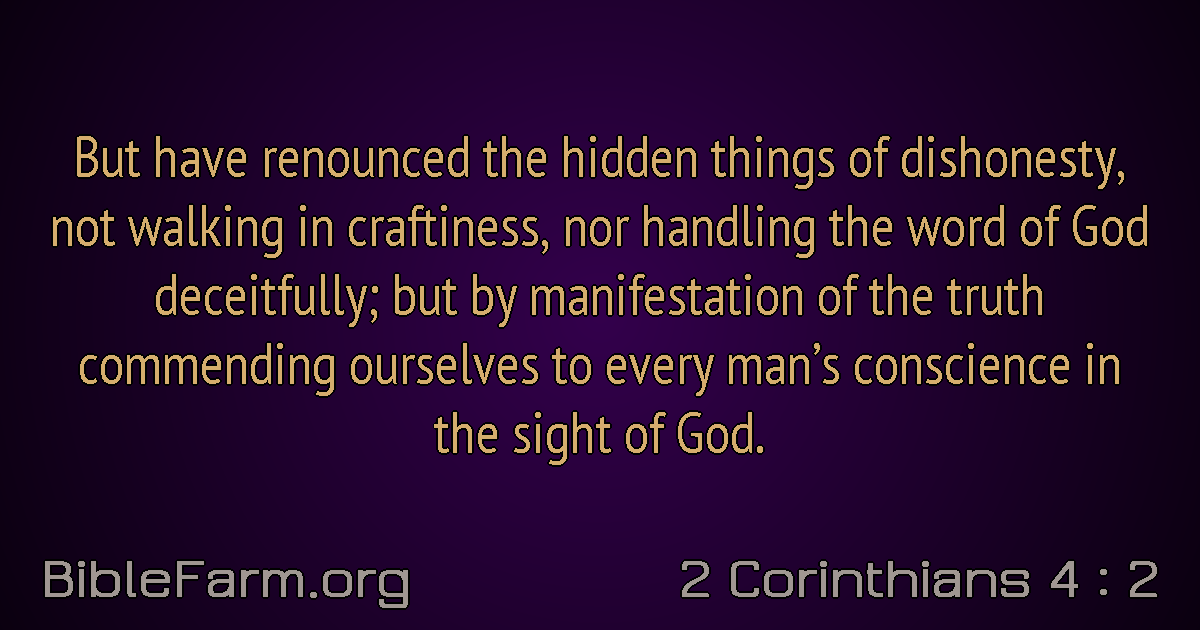 But have renounced the hidden things of dishonesty,
not walking in craftiness, nor handling the word of God
deceitfully; but by manifestation of the truth
commending ourselves to every man’s conscience in
the sight of God.
BibleFarm.org
2 Corinthians 4 : 2